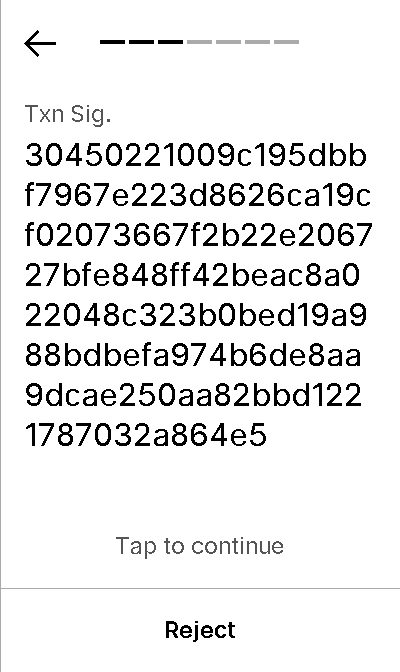 Txn Sig.
30450221009c195dbb
f7967e223d8626ca19c
f02073667f2b22e2067
27bfe848ff42beac8a0
22048c323b0bed19a9
88bdbefa974b6de8aa
9dcae250aa82bbd122
1787032a864e5
Tap to continue
Reject